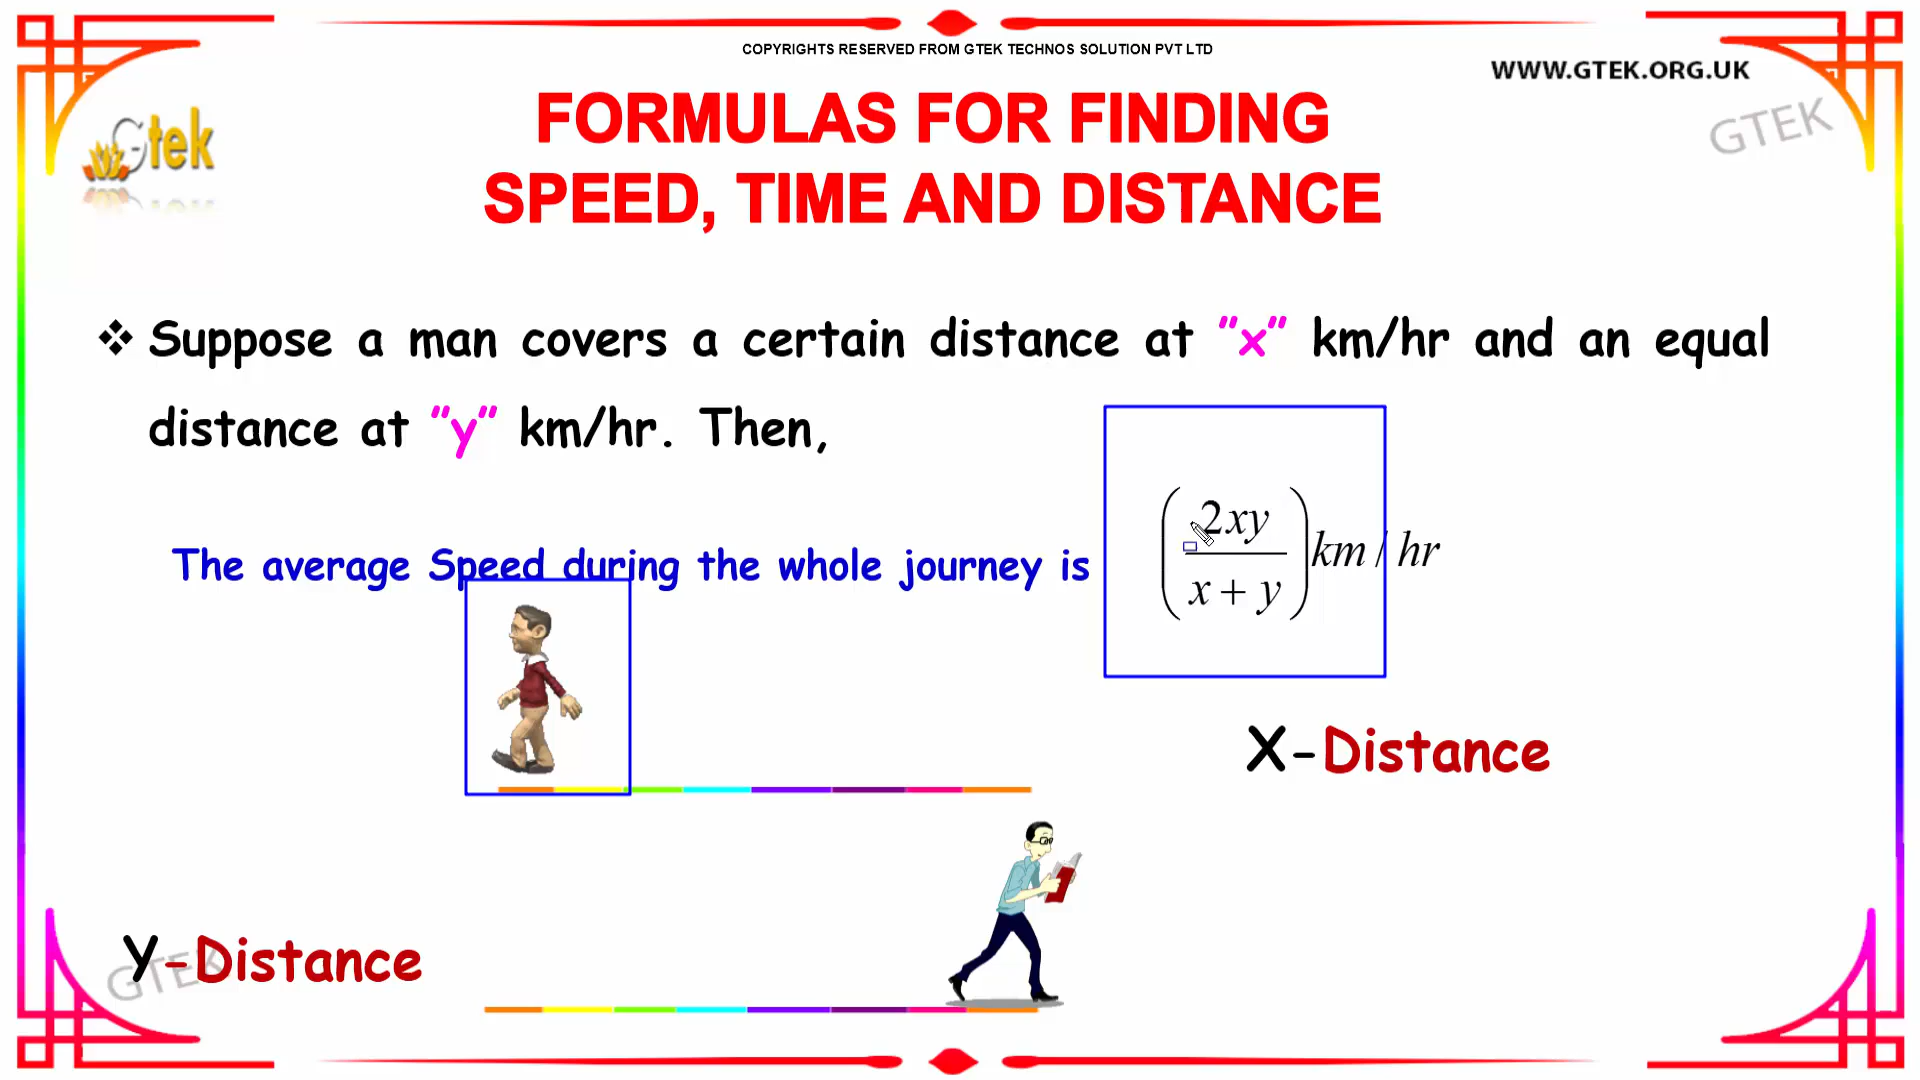 COPYRIGHTS RESERVED FROM GTEK TECHNOS SOLUTION PVT LTD
WWW.GTEK.ORG.UK
Gtek
GTEK
FORMULAS FOR FINDING
SPEED, TIME AND DISTANCE
❖ Suppose a man covers a certain distance at "x" km/hr and an equal
distance at "y" km/hr. Then,
The average Speed during the whole journey is (2xy / x + y) km / hr
X-Distance
Y-Distance
GTEK